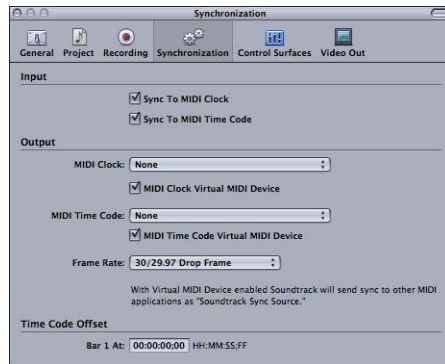 Synchronization
General Project Recording Synchronization Control Surfaces Video Out
Input
Sync To MIDI Clock
Sync To MIDI Time Code
Output
MIDI Clock: None
MIDI Clock Virtual MIDI Device
MIDI Time Code: None
MIDI Time Code Virtual MIDI Device
Frame Rate: 30/29.97 Drop Frame
With Virtual MIDI Device enabled Soundtrack will send sync to other MIDI
applications as "Soundtrack Sync Source."
Time Code Offset
Bar 1 At: 00:00:00;00 HH:MM:SS;FF